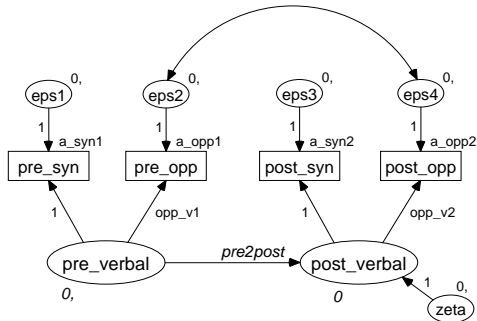 0, 0, 0, 0,
eps1 eps2 eps3 eps4
1 1 1 1
a_syn1 a_opp1 a_syn2 a_opp2
pre_syn pre_opp post_syn post_opp
1 opp_v1 1 opp_v2
pre2post
pre_verbal post_verbal
0, 0 1 0,
zeta